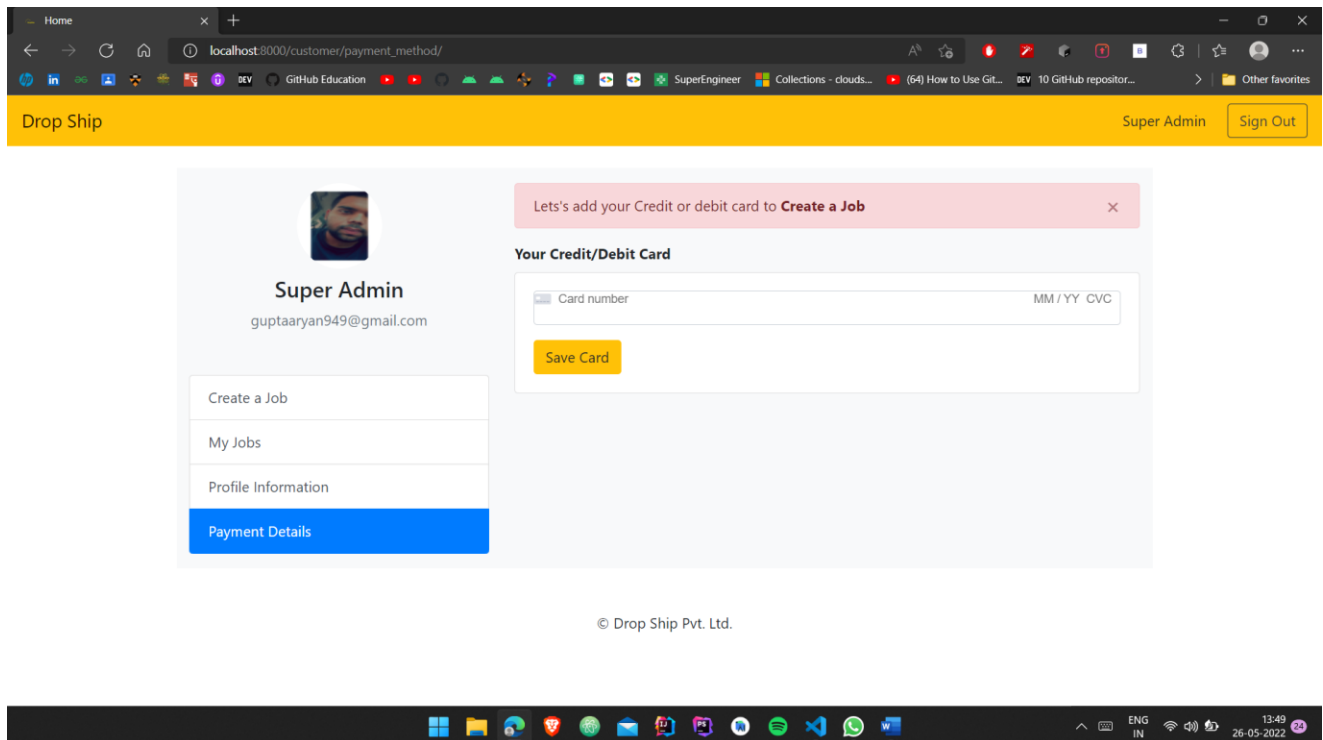 Home
localhost:8000/customer/payment_method/
GitHub Education
SuperEngineer
Collections - clouds...
(64) How to Use Git...
DEV 10 GitHub repositor...
Other favorites
Drop Ship
Super Admin
Sign Out
Super Admin
guptaaryan949@gmail.com
Create a Job
My Jobs
Profile Information
Payment Details
Lets's add your Credit or debit card to Create a Job
×
Your Credit/Debit Card
Card number
MM / YY CVC
Save Card
© Drop Ship Pvt. Ltd.
ENG
IN
13:49
26-05-2022
24